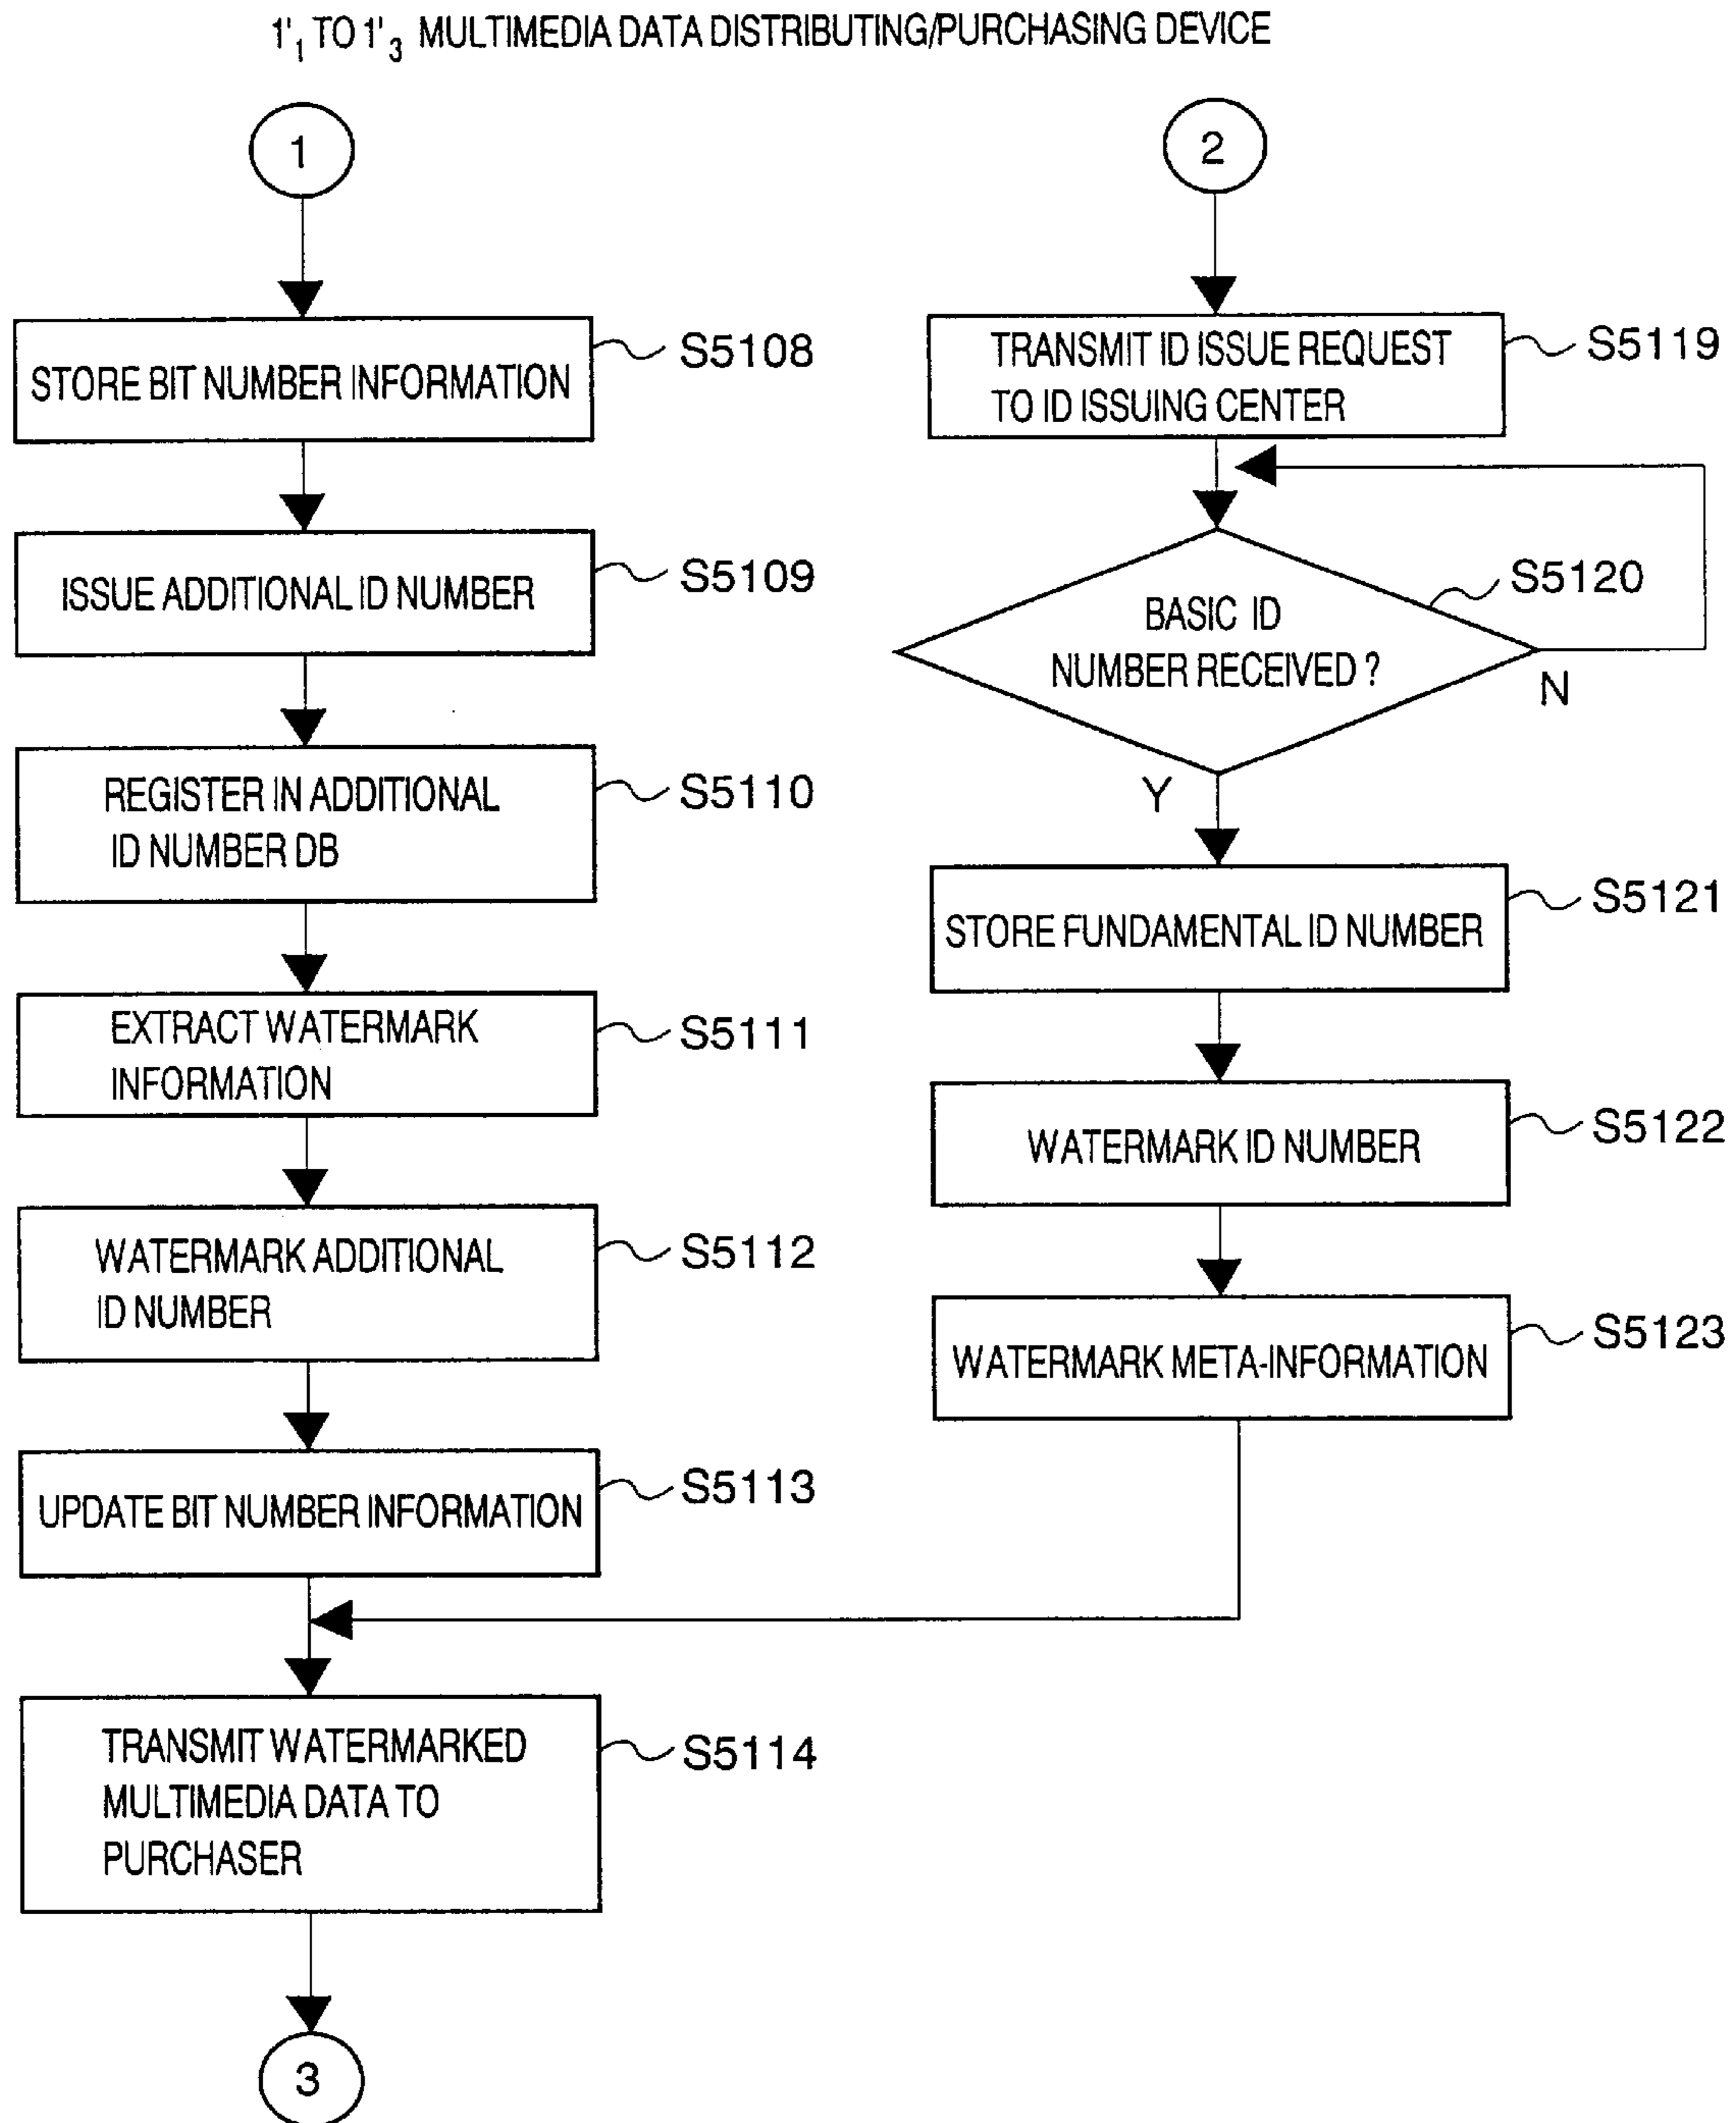 1'1 TO 1'3 MULTIMEDIA DATA DISTRIBUTING/PURCHASING DEVICE
1
STORE BIT NUMBER INFORMATION
S5108
ISSUE ADDITIONAL ID NUMBER
S5109
REGISTER IN ADDITIONAL
ID NUMBER DB
S5110
EXTRACT WATERMARK
INFORMATION
S5111
WATERMARK ADDITIONAL
ID NUMBER
S5112
UPDATE BIT NUMBER INFORMATION
S5113
TRANSMIT WATERMARKED
MULTIMEDIA DATA TO
PURCHASER
S5114
3
2
TRANSMIT ID ISSUE REQUEST
TO ID ISSUING CENTER
S5119
BASIC ID
NUMBER RECEIVED ?
S5120
N
Y
STORE FUNDAMENTAL ID NUMBER
S5121
WATERMARK ID NUMBER
S5122
WATERMARK META-INFORMATION
S5123